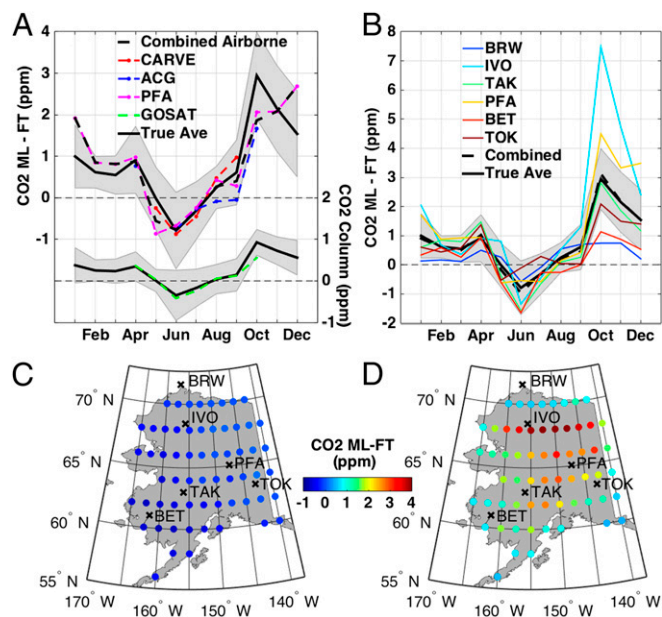 A
CO2 ML - FT (ppm)
4
3
2
1
0
-1
Combined Airborne
CARVE
ACG
PFA
GOSAT
True Ave
2
1
0
-1
CO2 Column (ppm)
Feb Apr Jun Aug Oct Dec
B
CO2 ML - FT (ppm)
8
7
6
5
4
3
2
1
0
-1
-2
BRW
IVO
TAK
PFA
BET
TOK
Combined
True Ave
Feb Apr Jun Aug Oct Dec
C
70° N
65° N
60° N
55° N
BRW
IVO
PFA
TOK
TAK
BET
170° W 160° W 150° W 140° W
CO2 ML-FT
(ppm)
-1 0 1 2 3 4
D
70° N
65° N
60° N
55° N
BRW
IVO
PFA
TOK
TAK
BET
170° W 160° W 150° W 140° W